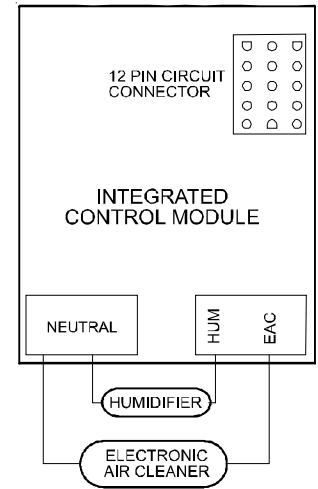 12 PIN CIRCUIT
CONNECTOR
INTEGRATED
CONTROL MODULE
NEUTRAL
HUM
EAC
HUMIDIFIER
ELECTRONIC
AIR CLEANER